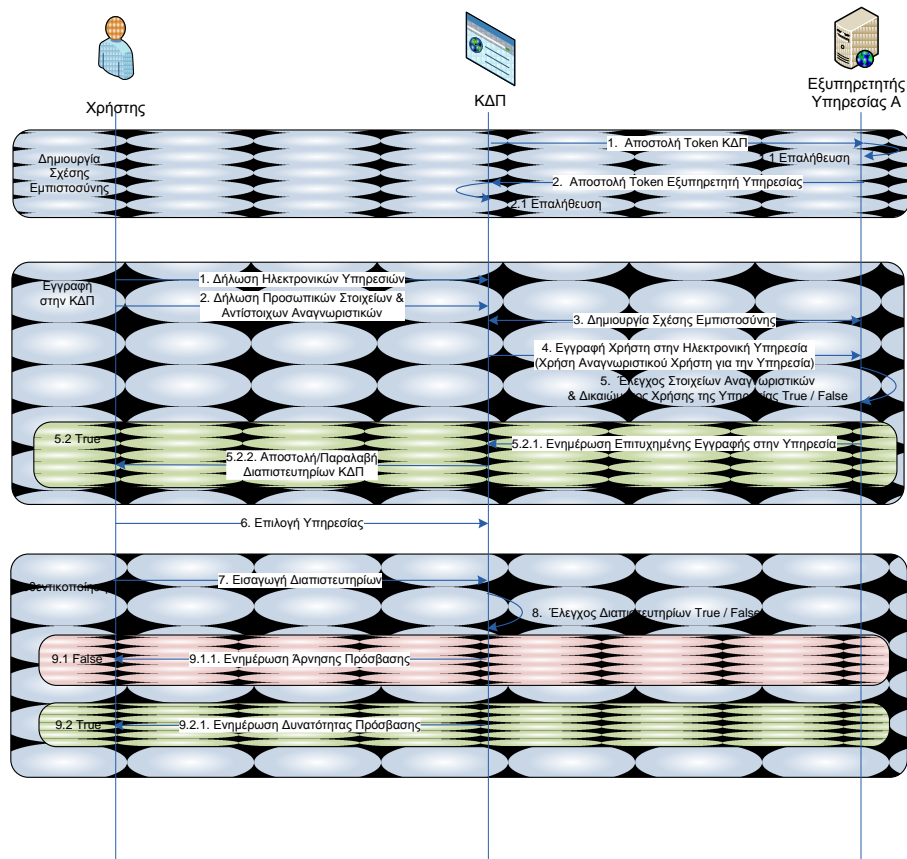 Χρήστης
ΚΔΠ
Εξυπηρετητής
Υπηρεσίας Α
Δημιουργία
Σχέσης
Εμπιστοσύνης
1. Αποστολή Token ΚΔΠ
1 Επαλήθευση
2. Αποστολή Token Εξυπηρετητή Υπηρεσίας
2.1 Επαλήθευση
Εγγραφή
στην ΚΔΠ
1. Δήλωση Ηλεκτρονικών Υπηρεσιών
2. Δήλωση Προσωπικών Στοιχείων &
Αντίστοιχων Αναγνωριστικών
3. Δημιουργία Σχέσης Εμπιστοσύνης
4. Εγγραφή Χρήστη στην Ηλεκτρονική Υπηρεσία
(Χρήση Αναγνωριστικού Χρήστη για την Υπηρεσία)
5. Έλεγχος Στοιχείων Αναγνωριστικών
& Δικαιώματος Χρήσης της Υπηρεσίας True / False
5.2 True
5.2.1. Ενημέρωση Επιτυχημένης Εγγραφής στην Υπηρεσία
5.2.2. Αποστολή/Παραλαβή
Διαπιστευτηρίων ΚΔΠ
6. Επιλογή Υπηρεσίας
θεντικοποίηση
7. Εισαγωγή Διαπιστευτηρίων
8. Έλεγχος Διαπιστευτηρίων True / False
9.1 False
9.1.1. Ενημέρωση Άρνησης Πρόσβασης
9.2 True
9.2.1. Ενημέρωση Δυνατότητας Πρόσβασης